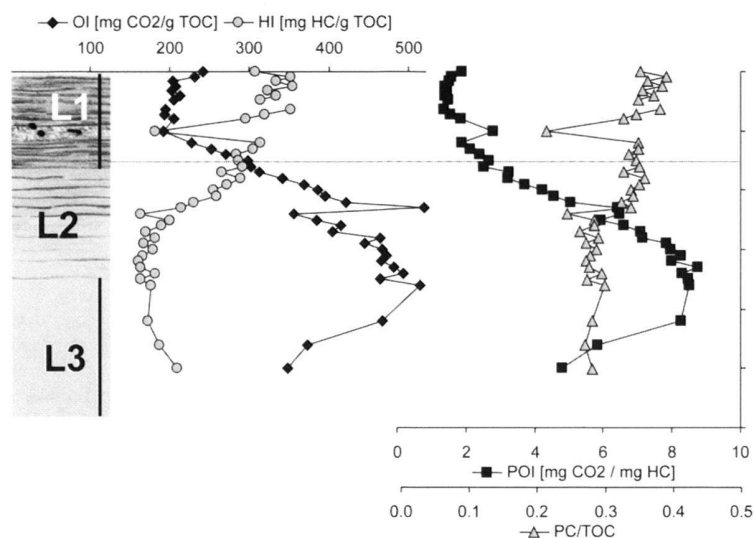 OI [mg CO2/g TOC] HI [mg HC/g TOC]
100 200 300 400 500
L1
L2
L3
0 2 4 6 8 10
POI [mg CO2 / mg HC]
0.0 0.1 0.2 0.3 0.4 0.5
PC/TOC